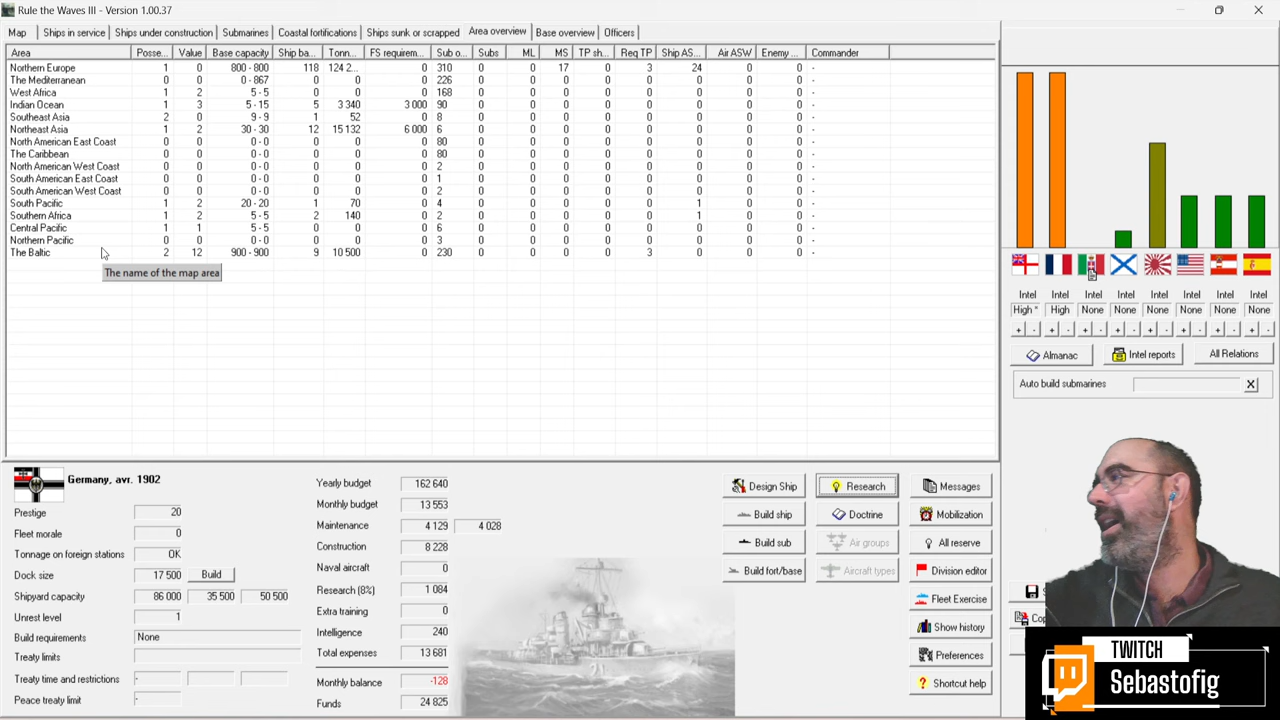 Rule the Waves III - Version 1.00.37
Map Ships in service Ships under construction Submarines Coastal fortifications Ships sunk or scrapped Area overview Base overview Officers
Area Posse... Value Base capacity Ship ba... Tonn... FS requirem... Sub o... Subs ML MS TP sh... Req TP Ship AS... Air ASW Enemy ... Commander
Northern Europe 1 0 800 - 800 118 124 2... 0 310 0 0 17 0 3 24 0 0 -
The Mediterranean 0 0 0 - 867 0 0 0 226 0 0 0 0 0 0 0 0 -
West Africa 1 2 5 - 5 0 0 0 168 0 0 0 0 0 0 0 0 -
Indian Ocean 1 3 5 - 15 5 3 340 3 000 90 0 0 0 0 0 0 0 0 -
Southeast Asia 2 0 9 - 9 1 52 0 8 0 0 0 0 0 0 0 0 -
Northeast Asia 1 2 30 - 30 12 15 132 6 000 6 0 0 0 0 0 0 0 0 -
North American East Coast 0 0 0 - 0 0 0 0 80 0 0 0 0 0 0 0 0 -
The Caribbean 0 0 0 - 0 0 0 0 80 0 0 0 0 0 0 0 0 -
North American West Coast 0 0 0 - 0 0 0 0 2 0 0 0 0 0 0 0 0 -
South American East Coast 0 0 0 - 0 0 0 0 1 0 0 0 0 0 0 0 0 -
South American West Coast 0 0 0 - 0 0 0 0 2 0 0 0 0 0 0 0 0 -
South Pacific 1 2 20 - 20 1 70 0 4 0 0 0 0 0 1 0 0 -
Southern Africa 1 2 5 - 5 2 140 0 2 0 0 0 0 0 1 0 0 -
Central Pacific 1 1 5 - 5 0 0 0 6 0 0 0 0 0 0 0 0 -
Northern Pacific 0 0 0 - 0 0 0 0 3 0 0 0 0 0 0 0 0 -
The Baltic 2 12 900 - 900 9 10 500 0 230 0 0 0 0 3 0 0 0 -
The name of the map area
Intel Intel Intel Intel Intel Intel Intel Intel
High * High None None None None None None
+ - + - + - + - + - + - + - + -
Almanac Intel reports All Relations
Auto build submarines X
Germany, avr. 1902
Prestige 20
Fleet morale 0
Tonnage on foreign stations OK
Dock size 17 500 Build
Shipyard capacity 86 000 35 500 50 500
Unrest level 1
Build requirements None
Treaty limits
Treaty time and restrictions -
Peace treaty limit -
Yearly budget 162 640
Monthly budget 13 553
Maintenance 4 129 4 028
Construction 8 228
Naval aircraft 0
Research (8%) 1 084
Extra training 0
Intelligence 240
Total expenses 13 681
Monthly balance -128
Funds 24 825
Design Ship Research Messages
Build ship Doctrine Mobilization
Build sub Air groups All reserve
Build fort/base Aircraft types Division editor
Fleet Exercise
Show history
Preferences
? Shortcut help
TWITCH
Sebastofig